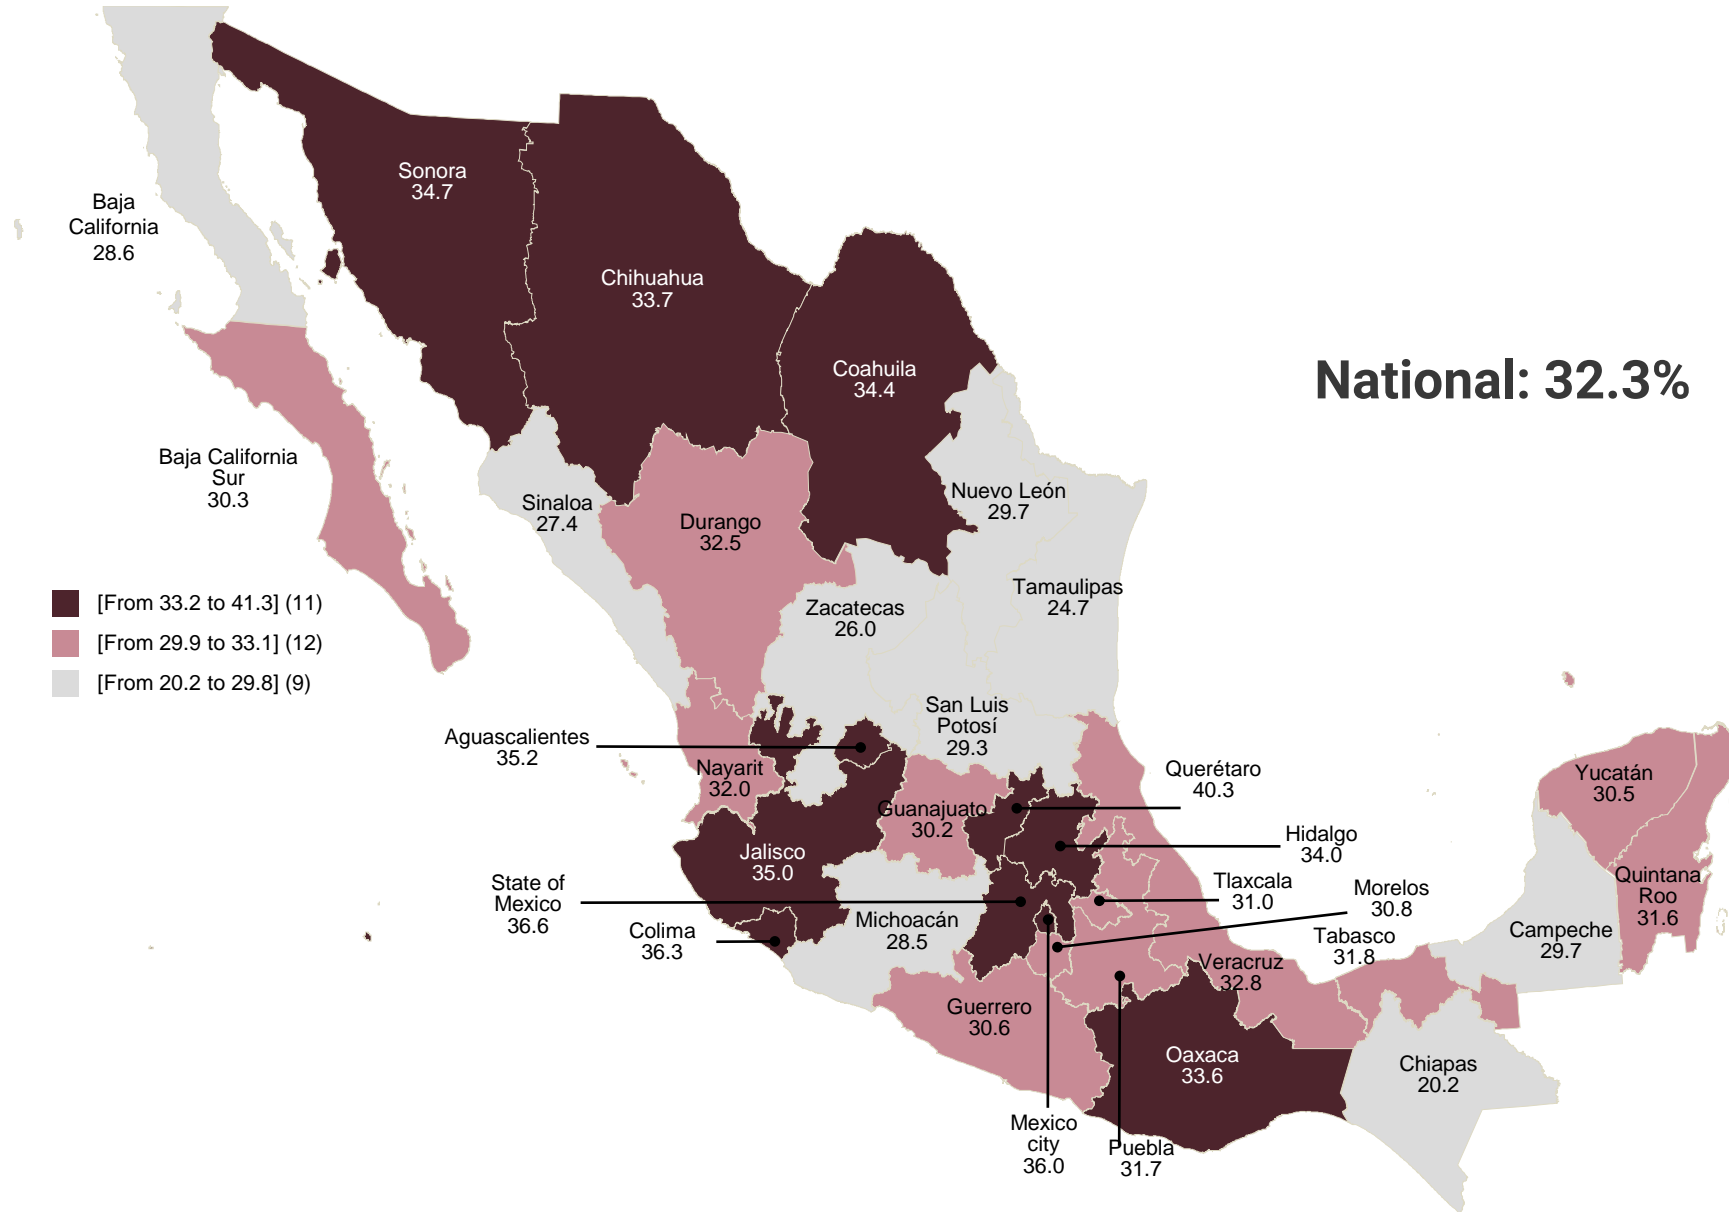 Sonora
34.7
Baja
California
28.6
Chihuahua
33.7
Coahuila
34.4
National: 32.3%
Baja California
Sur
30.3
Sinaloa
27.4
Durango
32.5
Nuevo León
29.7
Tamaulipas
24.7
Zacatecas
26.0
[From 33.2 to 41.3] (11)
[From 29.9 to 33.1] (12)
[From 20.2 to 29.8] (9)
San Luis
Potosí
29.3
Aguascalientes
35.2
Nayarit
32.0
Guanajuato
30.2
Querétaro
40.3
Yucatán
30.5
Hidalgo
34.0
Jalisco
35.0
State of
Mexico
36.6
Tlaxcala
31.0
Morelos
30.8
Quintana
Roo
31.6
Colima
36.3
Michoacán
28.5
Tabasco
31.8
Campeche
29.7
Veracruz
32.8
Guerrero
30.6
Oaxaca
33.6
Chiapas
20.2
Mexico
city
36.0
Puebla
31.7